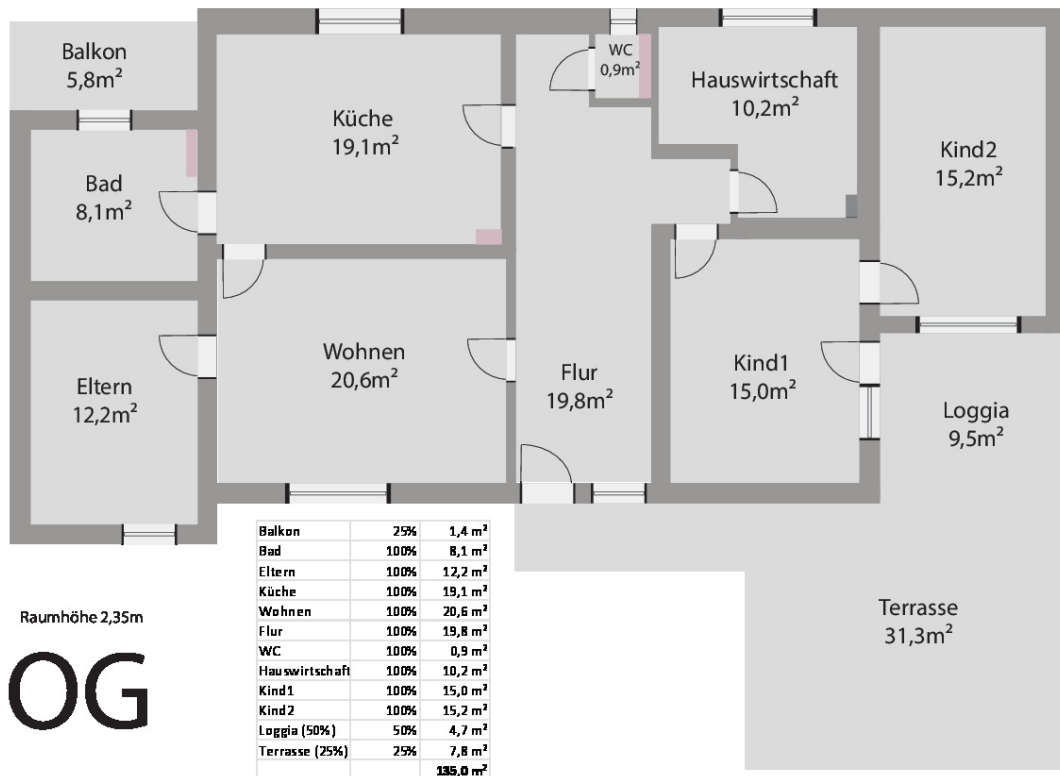 Balkon
5,8m²
Bad
8,1m²
Küche
19,1m²
WC
0,9m²
Hauswirtschaft
10,2m²
Kind2
15,2m²
Eltern
12,2m²
Wohnen
20,6m²
Flur
19,8m²
Kind1
15,0m²
Loggia
9,5m²
Terrasse
31,3m²
Balkon 25% 1,4 m²
Bad 100% 8,1 m²
Eltern 100% 12,2 m²
Küche 100% 19,1 m²
Wohnen 100% 20,6 m²
Flur 100% 19,8 m²
WC 100% 0,9 m²
Hauswirtschaft 100% 10,2 m²
Kind1 100% 15,0 m²
Kind2 100% 15,2 m²
Loggia (50%) 50% 4,7 m²
Terrasse (25%) 25% 7,8 m²
135,0 m²
Raumhöhe 2,35m
OG